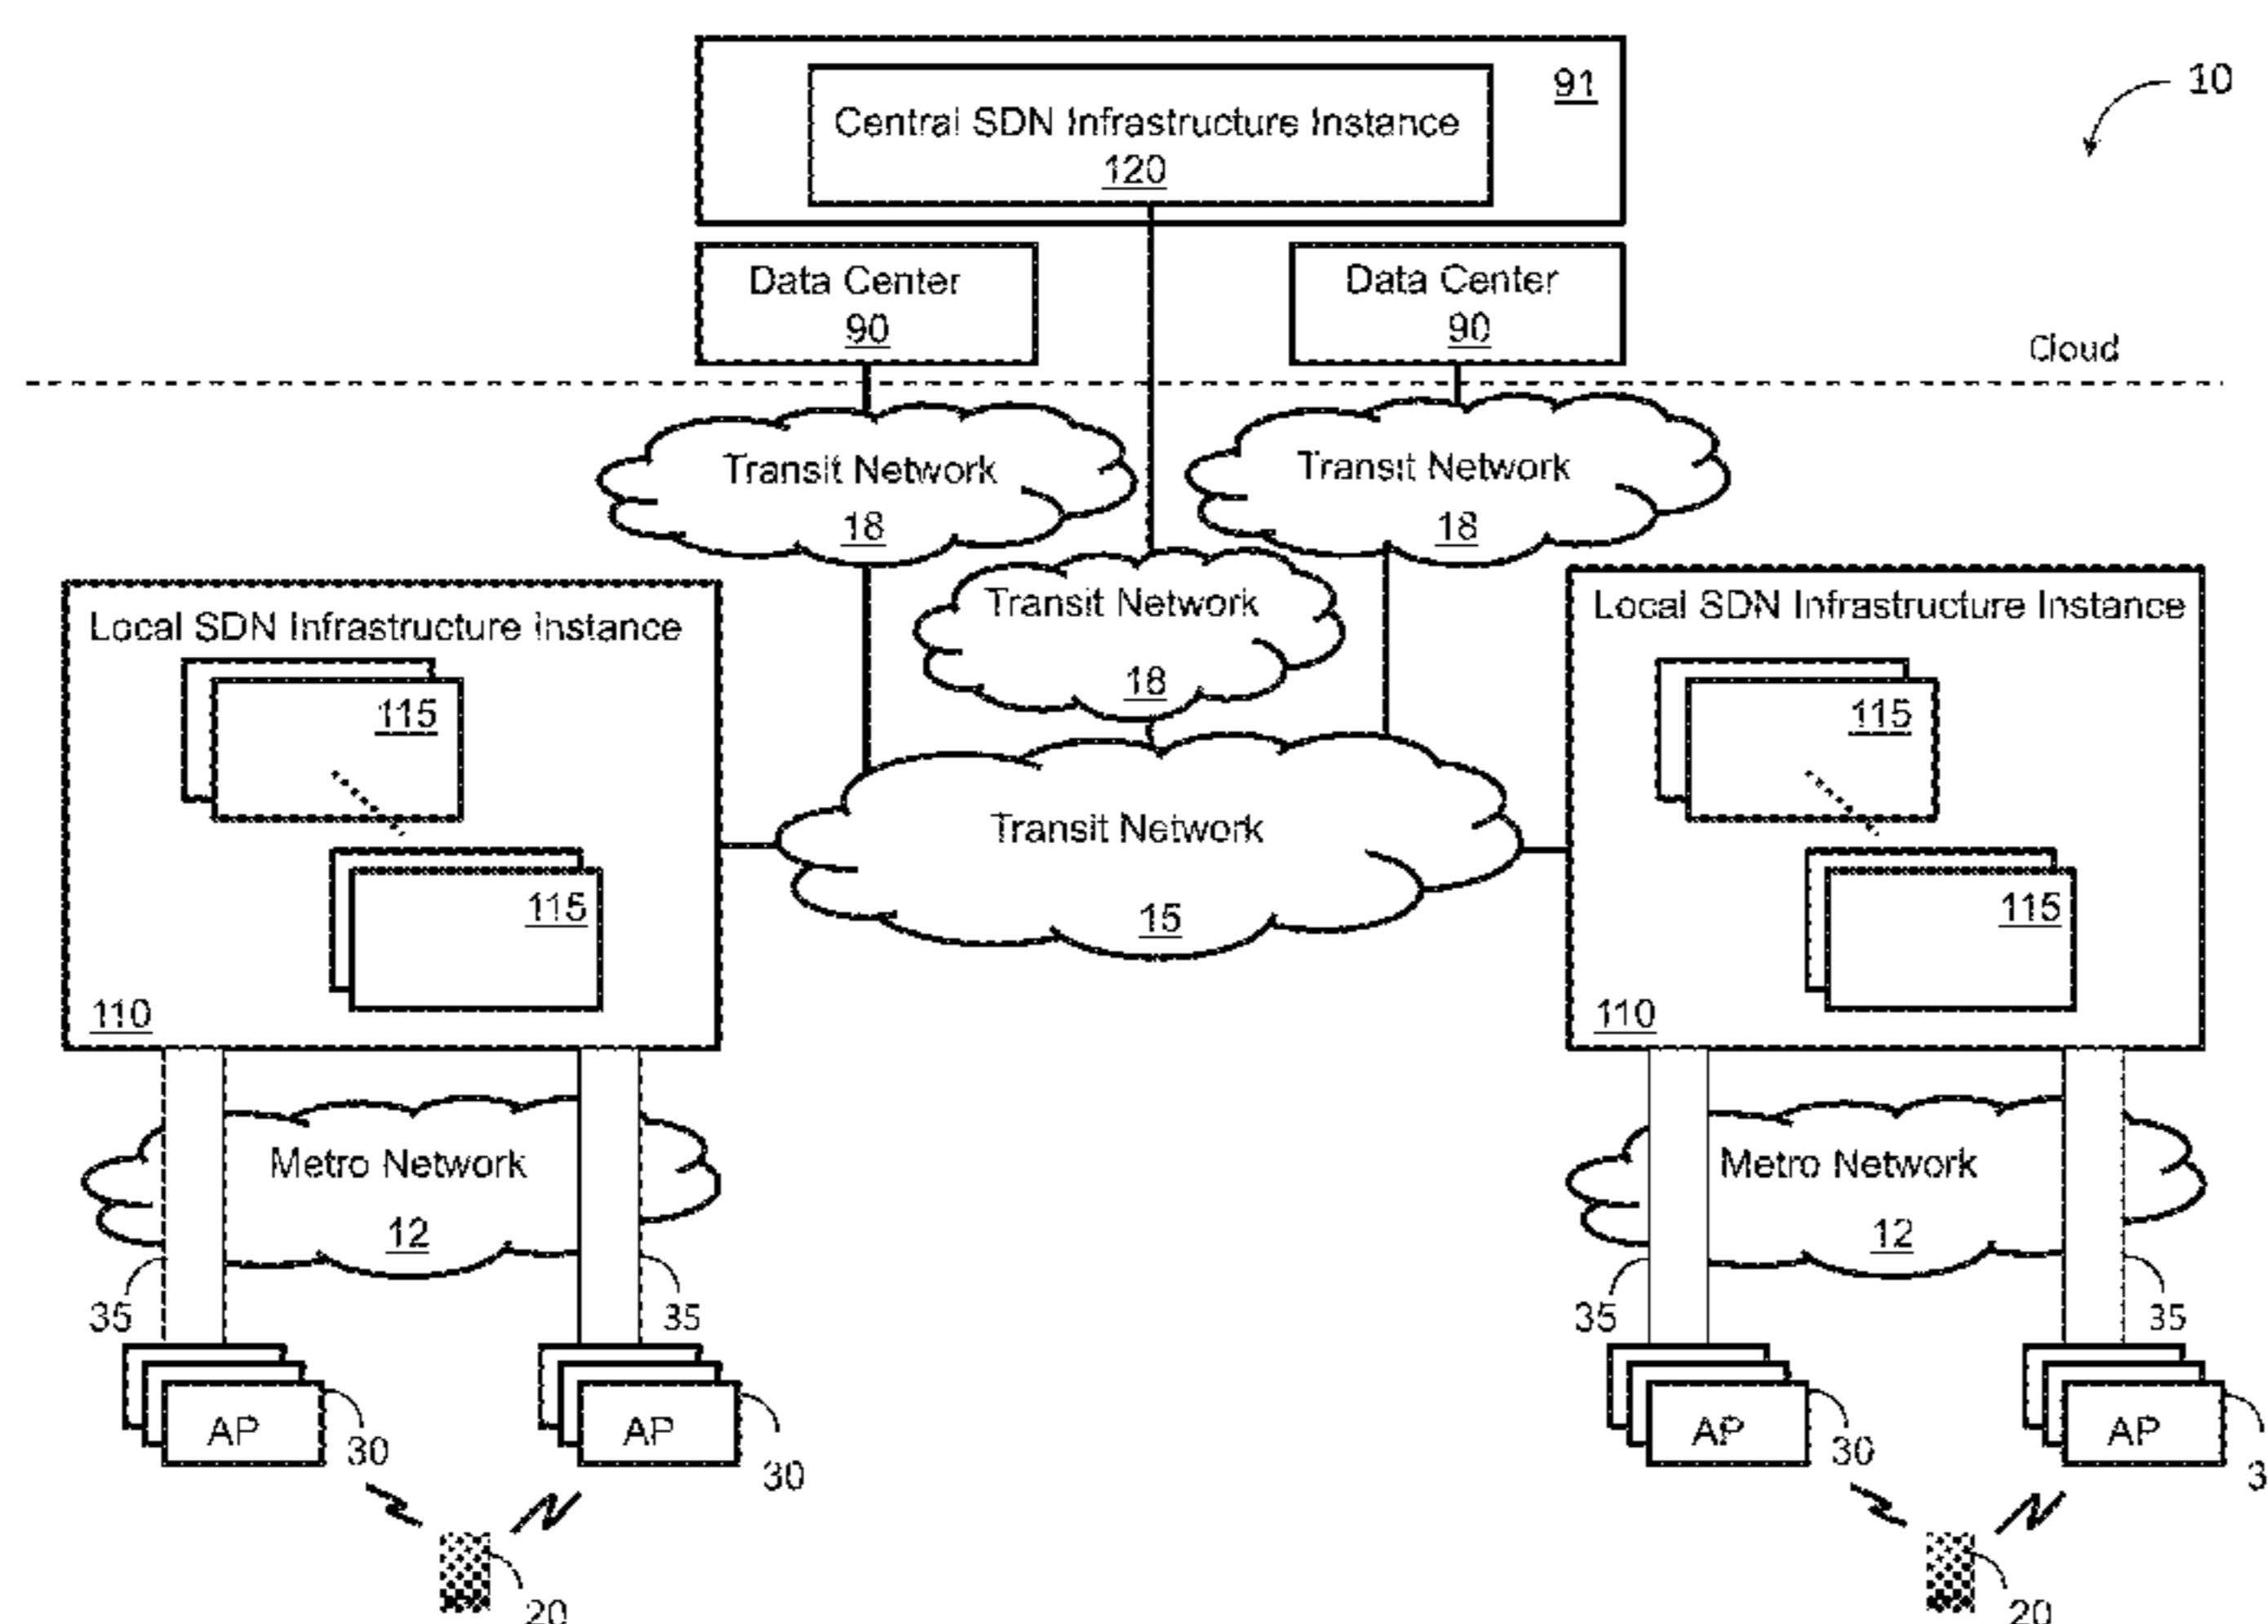 91
10
Central SDN Infrastructure Instance
120
Data Center
90
Data Center
90
Cloud
Transit Network
18
Transit Network
18
Transit Network
18
Local SDN Infrastructure Instance
115
115
110
Transit Network
15
Local SDN Infrastructure Instance
115
115
110
Metro Network
12
35
35
Metro Network
12
35
35
AP
30
AP
30
AP
30
AP
3
20
20